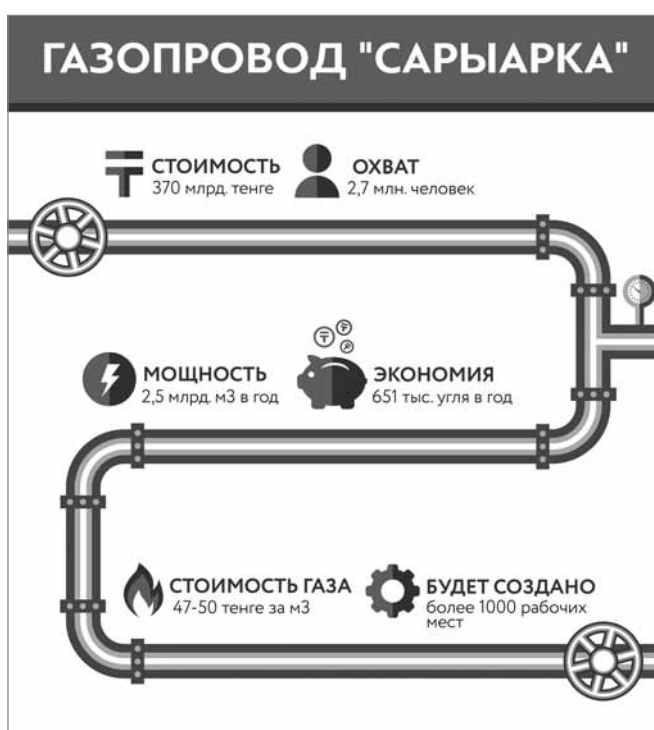 ГАЗОПРОВОД "САРЫАРКА"
СТОИМОСТЬ
370 млрд. тенге
ОХВАТ
2,7 млн. человек
МОЩНОСТЬ
2,5 млрд. м3 в год
ЭКОНОМИЯ
651 тыс. угля в год
СТОИМОСТЬ ГАЗА
47-50 тенге за м3
БУДЕТ СОЗДАНО
более 1000 рабочих
мест